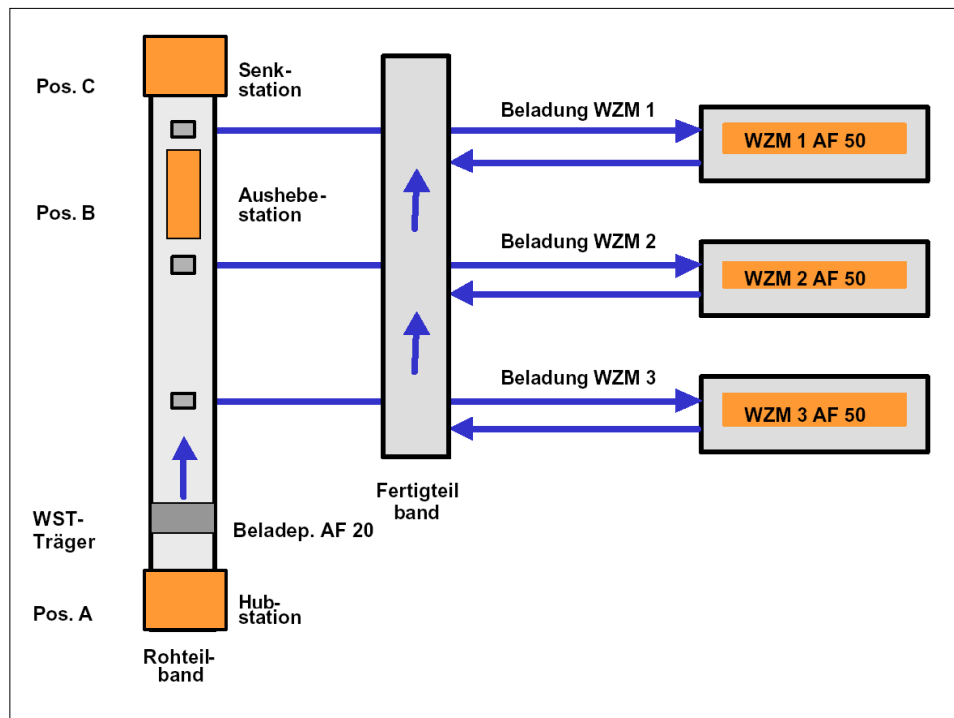 Pos. C
Senk-
station
Beladung WZM 1
WZM 1 AF 50
Pos. B
Aushebe-
station
Beladung WZM 2
WZM 2 AF 50
Beladung WZM 3
WZM 3 AF 50
Fertigteil
band
WST-
Träger
Beladep. AF 20
Pos. A
Hub-
station
Rohteil-
band